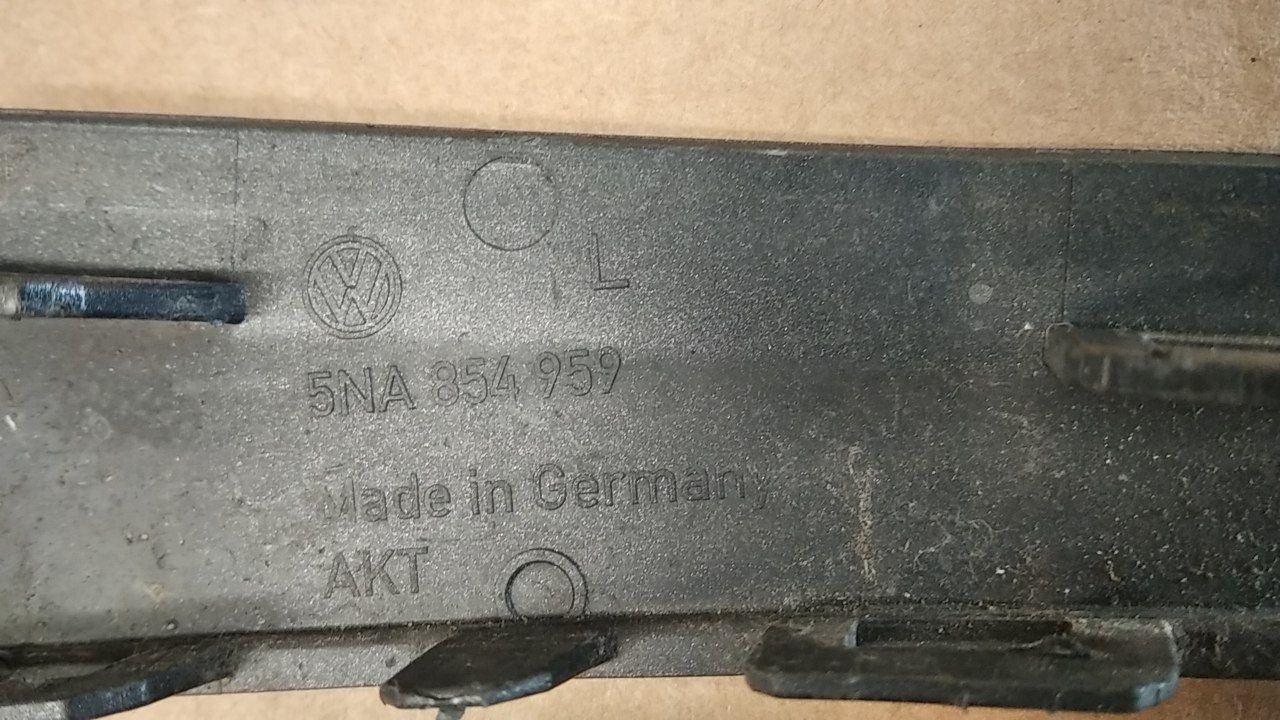 L
5NA 854 959
Made in Germany
AKT